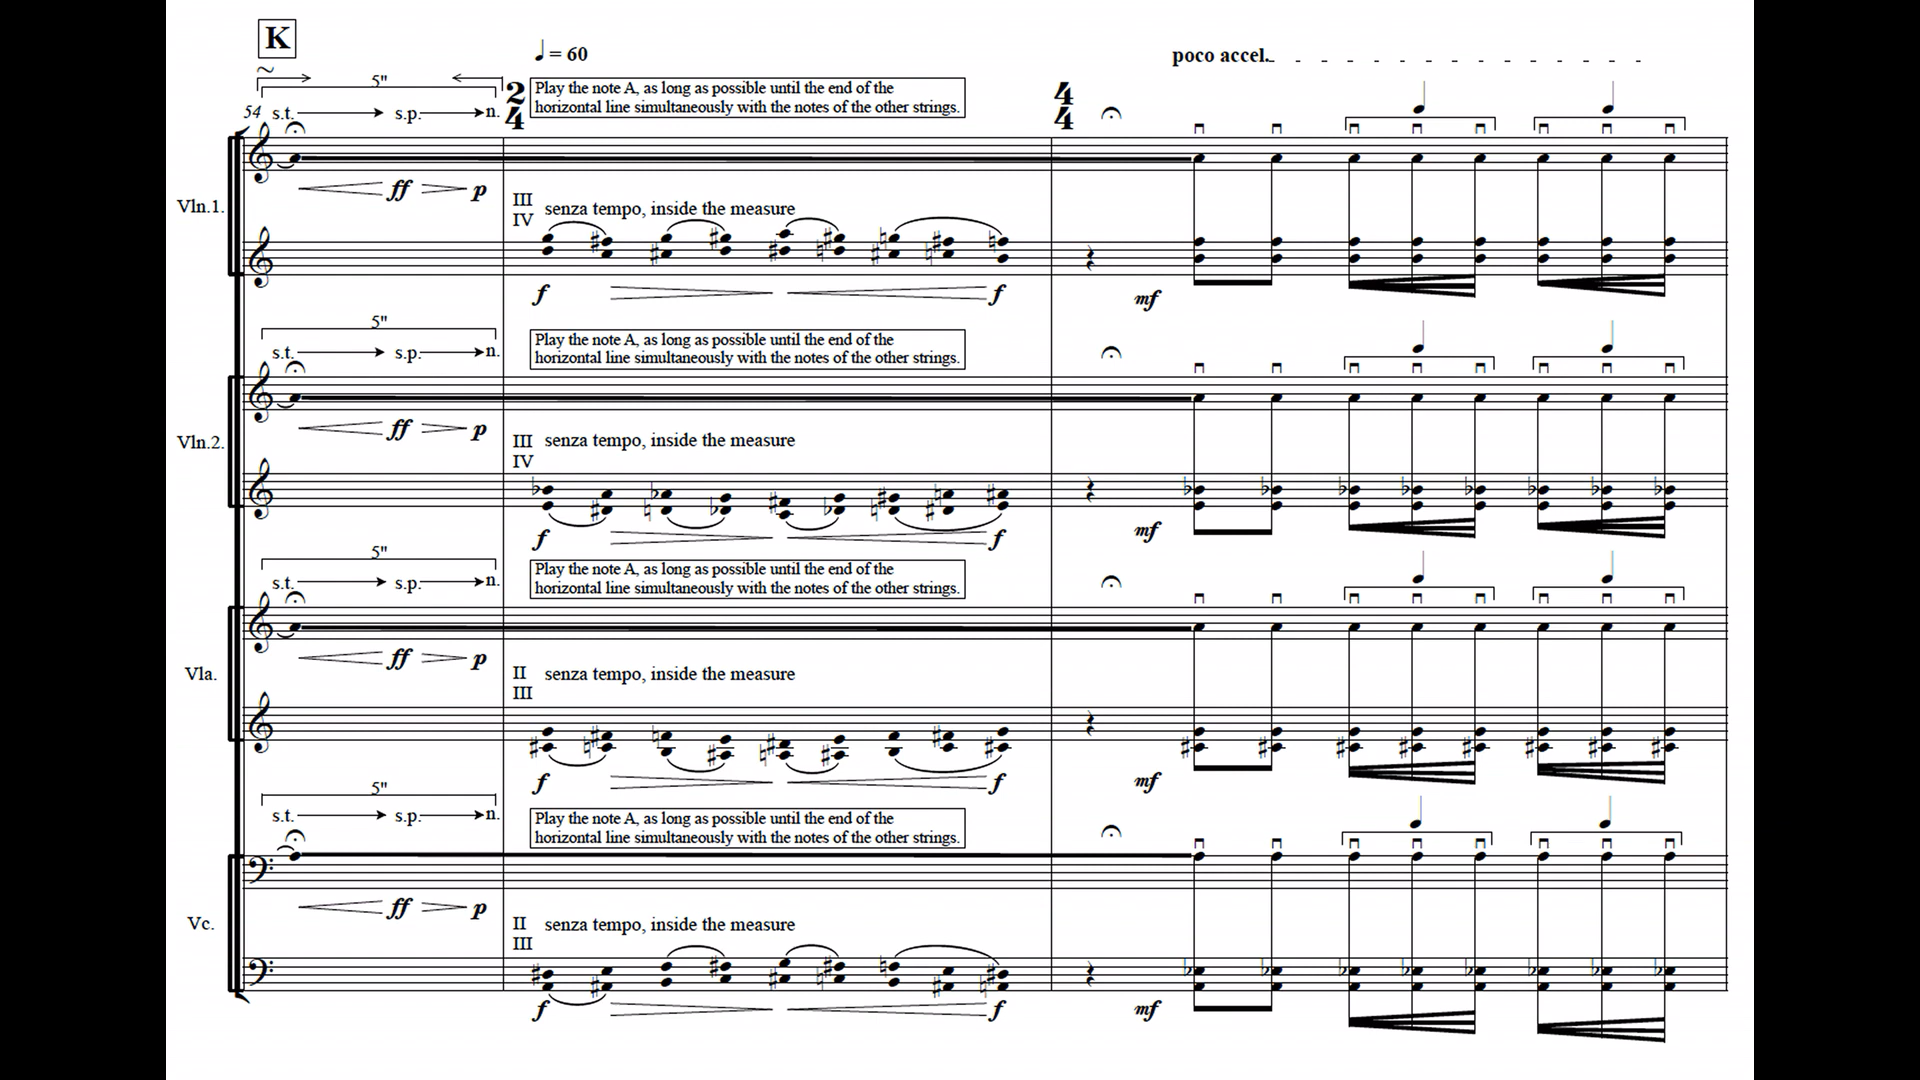 K
♩ = 60
poco accel.
~
5"
54 s.t. s.p. n.
2/4
Play the note A, as long as possible until the end of the
horizontal line simultaneously with the notes of the other strings.
4/4
ff p
Vln.1.
III
IV
senza tempo, inside the measure
f f mf
5"
s.t. s.p. n.
Play the note A, as long as possible until the end of the
horizontal line simultaneously with the notes of the other strings.
ff p
Vln.2.
III
IV
senza tempo, inside the measure
f f mf
5"
s.t. s.p. n.
Play the note A, as long as possible until the end of the
horizontal line simultaneously with the notes of the other strings.
ff p
Vla.
II
III
senza tempo, inside the measure
f f mf
5"
s.t. s.p. n.
Play the note A, as long as possible until the end of the
horizontal line simultaneously with the notes of the other strings.
ff p
Vc.
II
III
senza tempo, inside the measure
f f mf